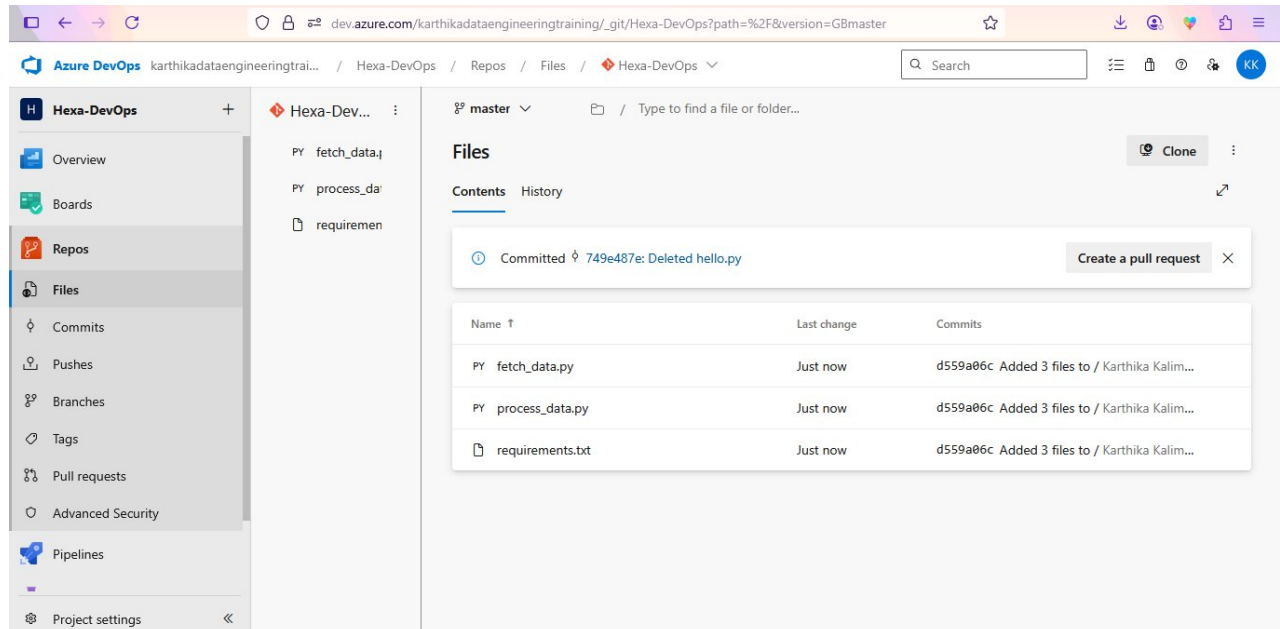 dev.azure.com/karthikadataengineeringtraining/_git/Hexa-DevOps?path=%2F&version=GBmaster
Azure DevOps karthikadataengineeringtrai... / Hexa-DevOps / Repos / Files / Hexa-DevOps
Search
KK
H Hexa-DevOps +
Overview
Boards
Repos
Files
Commits
Pushes
Branches
Tags
Pull requests
Advanced Security
Pipelines
Project settings
Hexa-Dev...
PY fetch_data.p
PY process_dat
requiremen
master / Type to find a file or folder...
Files
Clone
Contents History
Committed 749e487e: Deleted hello.py
Create a pull request
Name ↑ Last change Commits
PY fetch_data.py Just now d559a06c Added 3 files to / Karthika Kalim...
PY process_data.py Just now d559a06c Added 3 files to / Karthika Kalim...
requirements.txt Just now d559a06c Added 3 files to / Karthika Kalim...